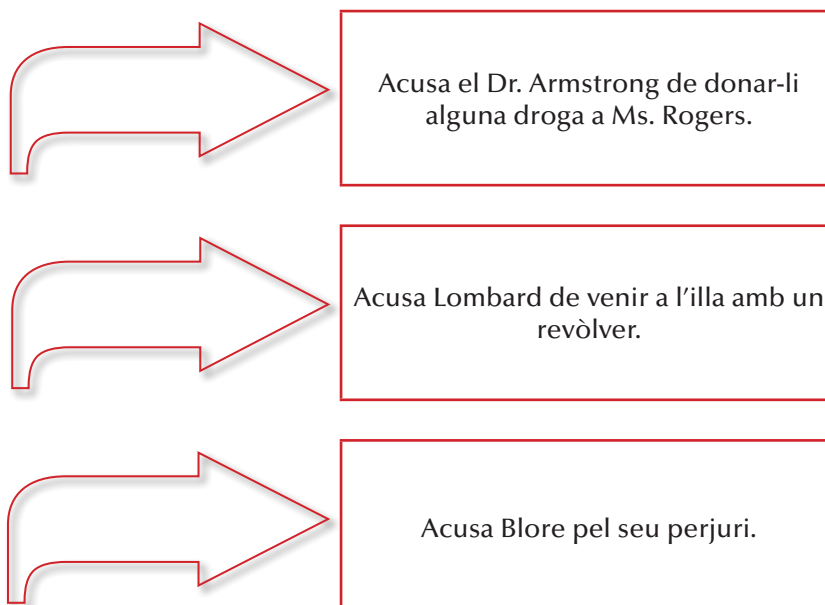 Acusa el Dr. Armstrong de donar-li
alguna droga a Ms. Rogers.
Acusa Lombard de venir a l’illa amb un
revòlver.
Acusa Blore pel seu perjuri.